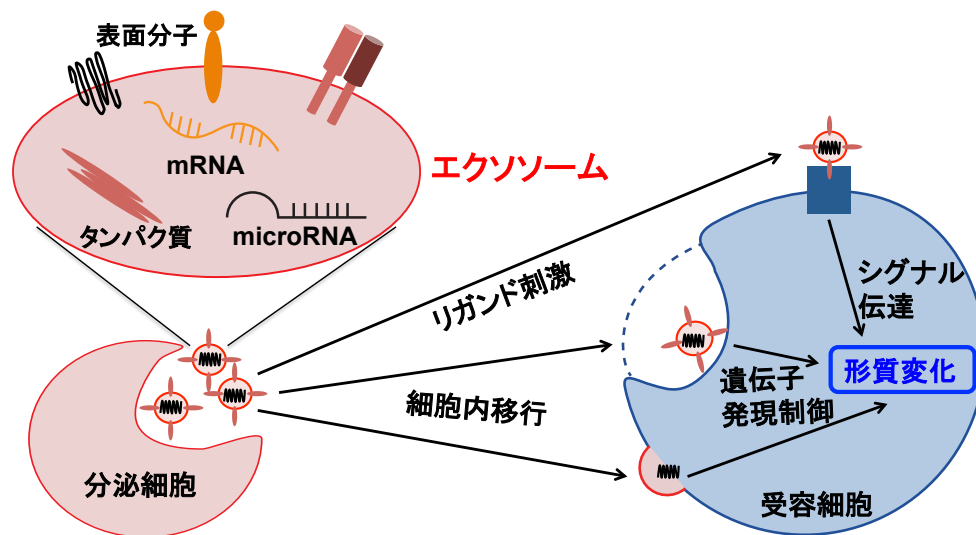 表面分子
mRNA
エクソソーム
タンパク質
microRNA
リガンド刺激
シグナル
伝達
遺伝子
発現制御
形質変化
細胞内移行
分泌細胞
受容細胞